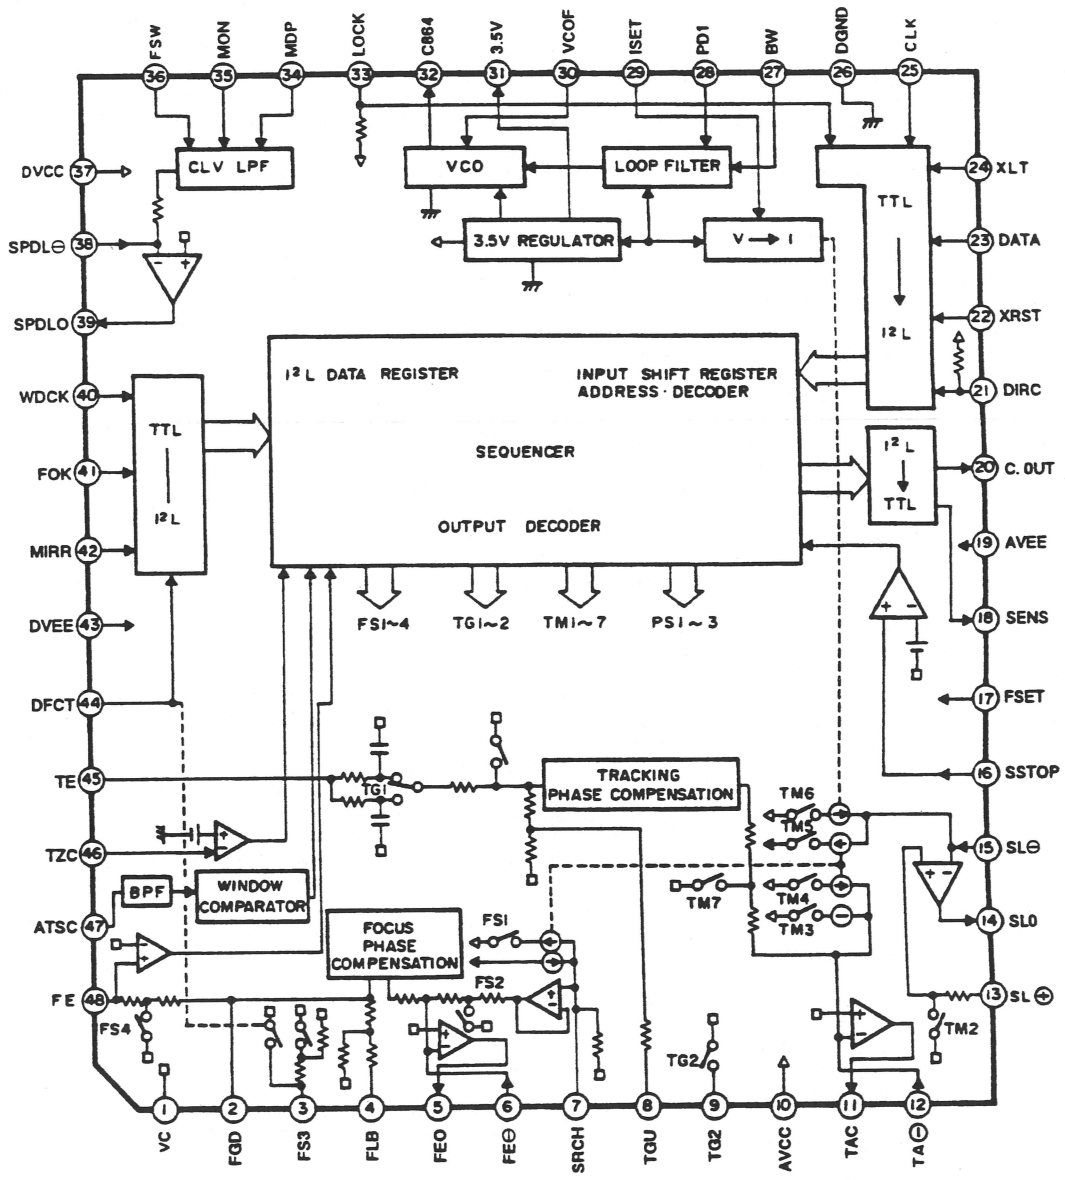 FSW
MON
MDP
LOCK
C864
3.5V
VCOF
ISET
PD1
BW
DGND
CLK
36
35
34
33
32
31
30
29
28
27
26
25
DVCC 37
CLV LPF
VCO
LOOP FILTER
24 XLT
TTL
I²L
SPDL⊖ 38
3.5V REGULATOR
V → I
23 DATA
− +
SPDLO 39
22 XRST
WDCK 40
I²L DATA REGISTER
INPUT SHIFT REGISTER
ADDRESS·DECODER
21 DIRC
TTL
I²L
FOK 41
SEQUENCER
I²L
TTL
20 C.OUT
MIRR 42
OUTPUT DECODER
19 AVEE
+ −
DVEE 43
FS1~4
TG1~2
TM1~7
PS1~3
18 SENS
DFCT 44
17 FSET
TE 45
TG1
TRACKING
PHASE COMPENSATION
TM6
TM5
16 SSTOP
TZC 46
+
−
15 SL⊖
ATSC 47
BPF
WINDOW
COMPARATOR
TM7
TM4
TM3
+ −
14 SLO
FOCUS
PHASE
COMPENSATION
FS1
−
+
FE 48
FS4
FS2
−
+
13 SL⊕
TM2
+
−
TG2
+
−
1
2
3
4
5
6
7
8
9
10
11
12
VC
FGD
FS3
FLB
FEO
FE⊖
SRCH
TGU
TG2
AVCC
TAC
TA⊖